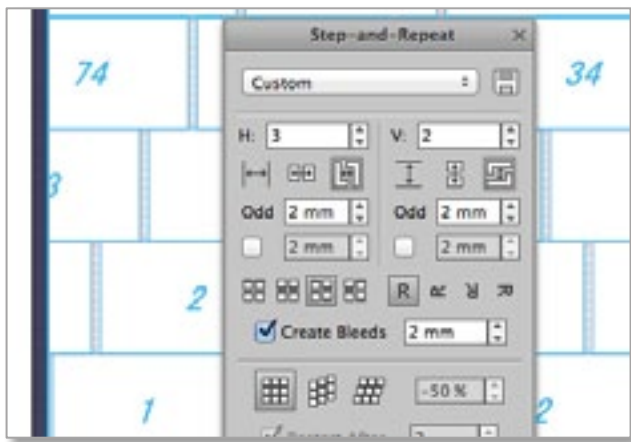 Step-and-Repeat
74
34
Custom
H: 3 V: 2
3
Odd 2 mm Odd 2 mm
2 mm 2 mm
2
R R R R
Create Bleeds 2 mm
-50 %
1
2